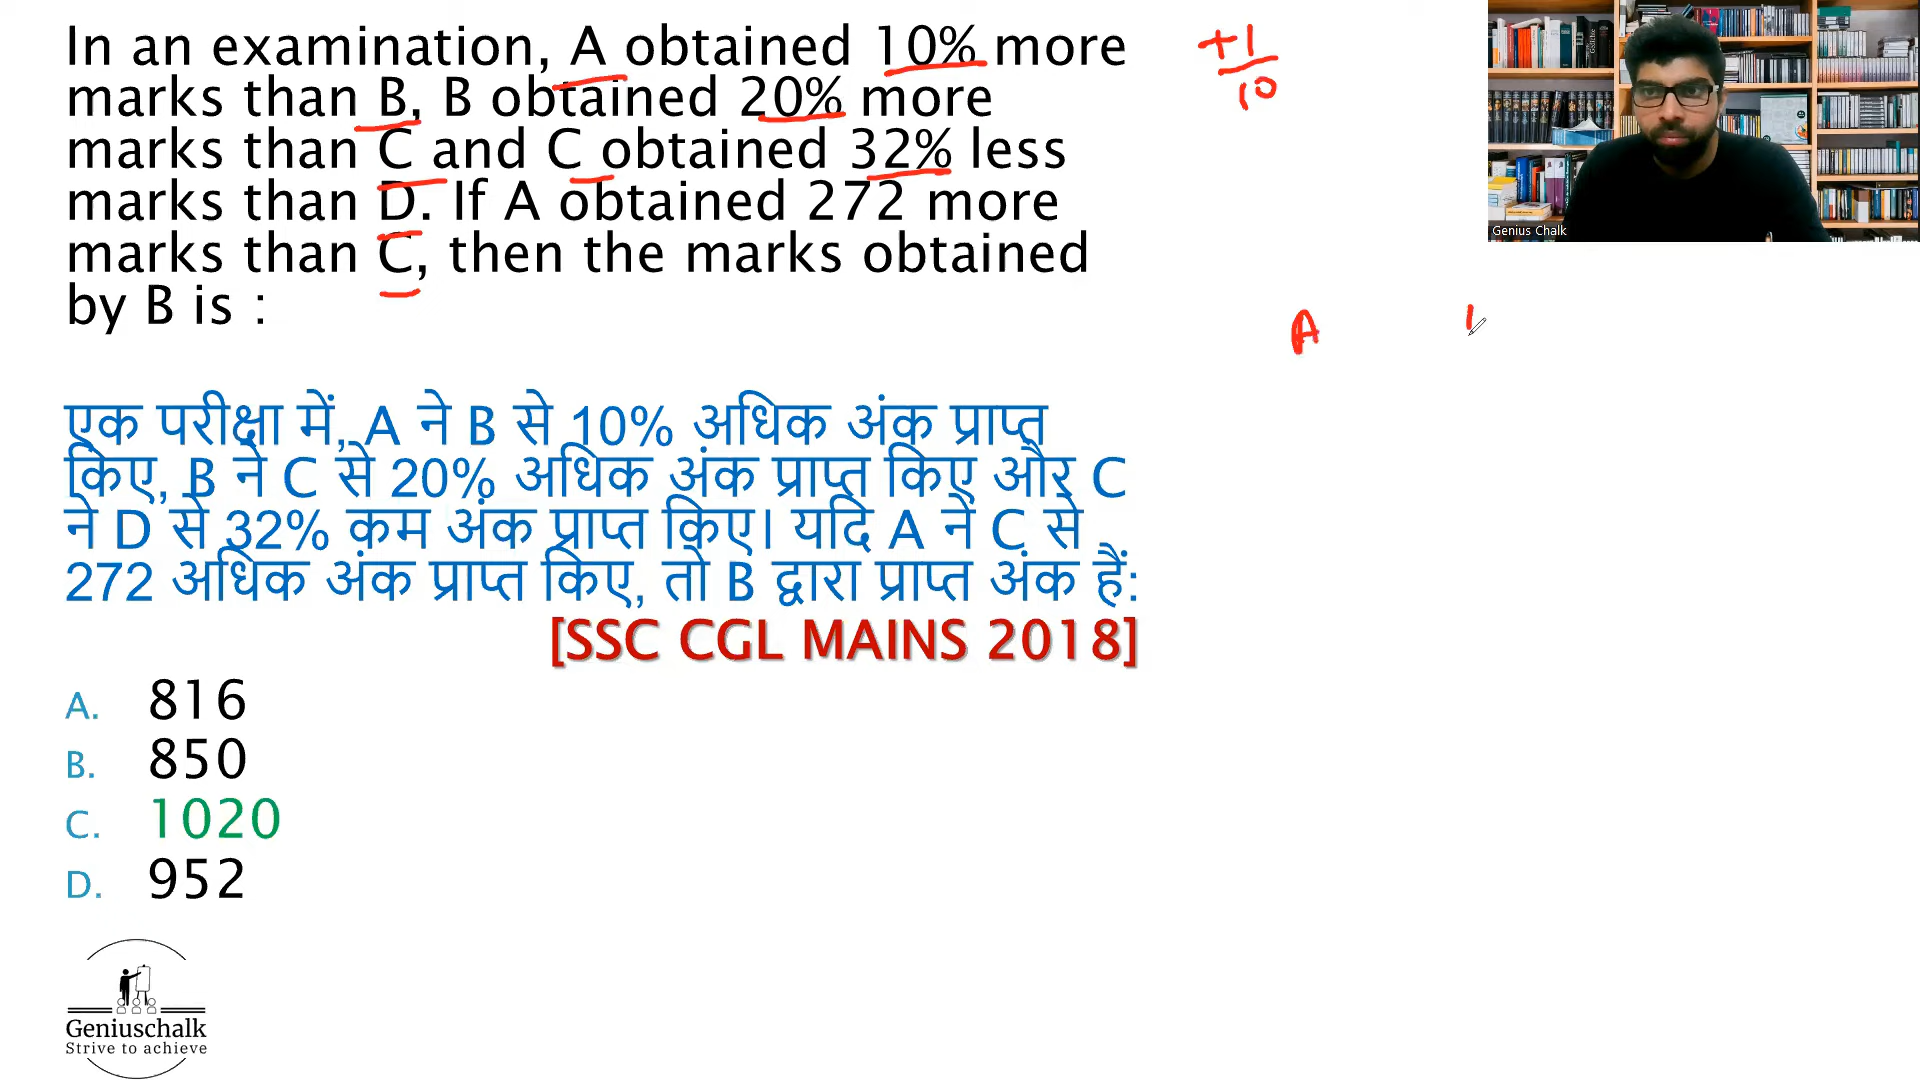 In an examination, A obtained 10% more
marks than B, B obtained 20% more
marks than C and C obtained 32% less
marks than D. If A obtained 272 more
marks than C, then the marks obtained
by B is :
+1
10
Genius Chalk
A
एक परीक्षा में, A ने B से 10% अधिक अंक प्राप्त
किए, B ने C से 20% अधिक अंक प्राप्त किए और C
ने D से 32% कम अंक प्राप्त किए। यदि A ने C से
272 अधिक अंक प्राप्त किए, तो B द्वारा प्राप्त अंक हैं:
[SSC CGL MAINS 2018]
A. 816
B. 850
C. 1020
D. 952
Geniuschalk
Strive to achieve